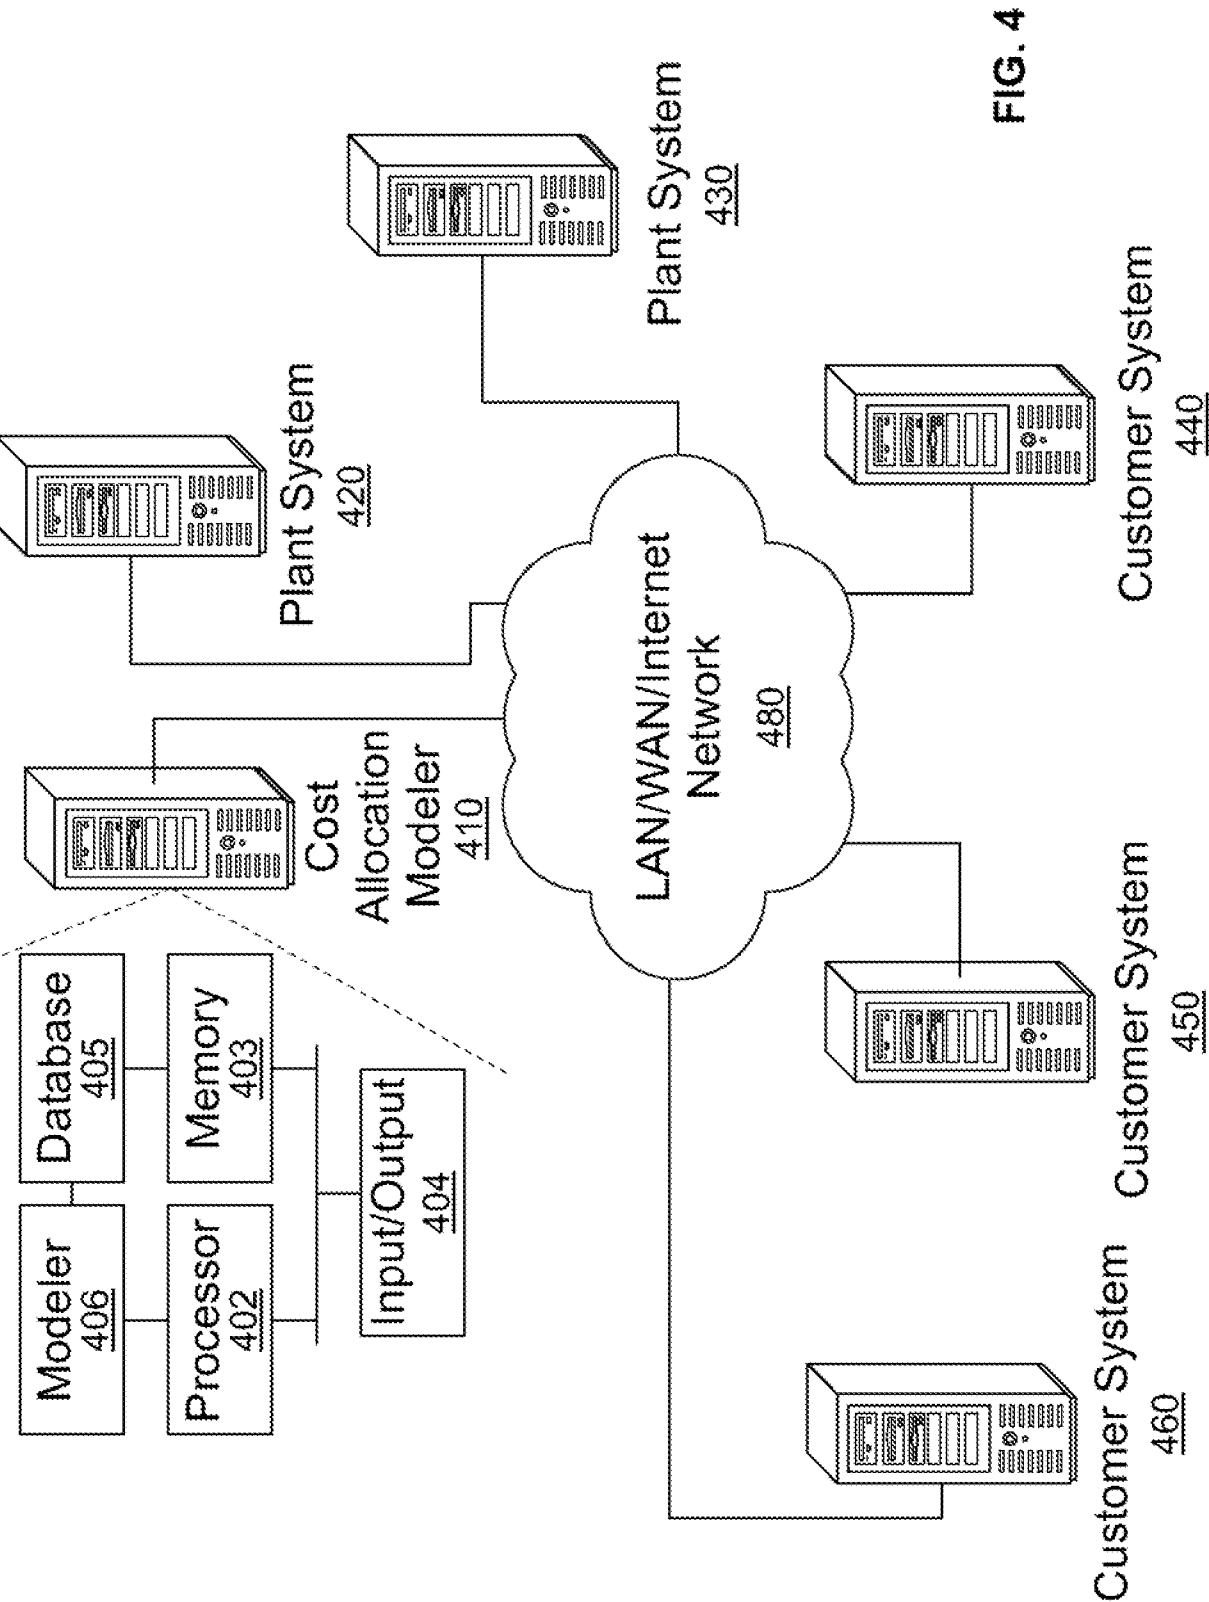 Modeler
406
Database
405
Processor
402
Memory
403
Input/Output
404
Cost
Allocation
Modeler
410
Plant System
420
Plant System
430
LAN/WAN/Internet
Network
480
Customer System
460
Customer System
450
Customer System
440
FIG. 4